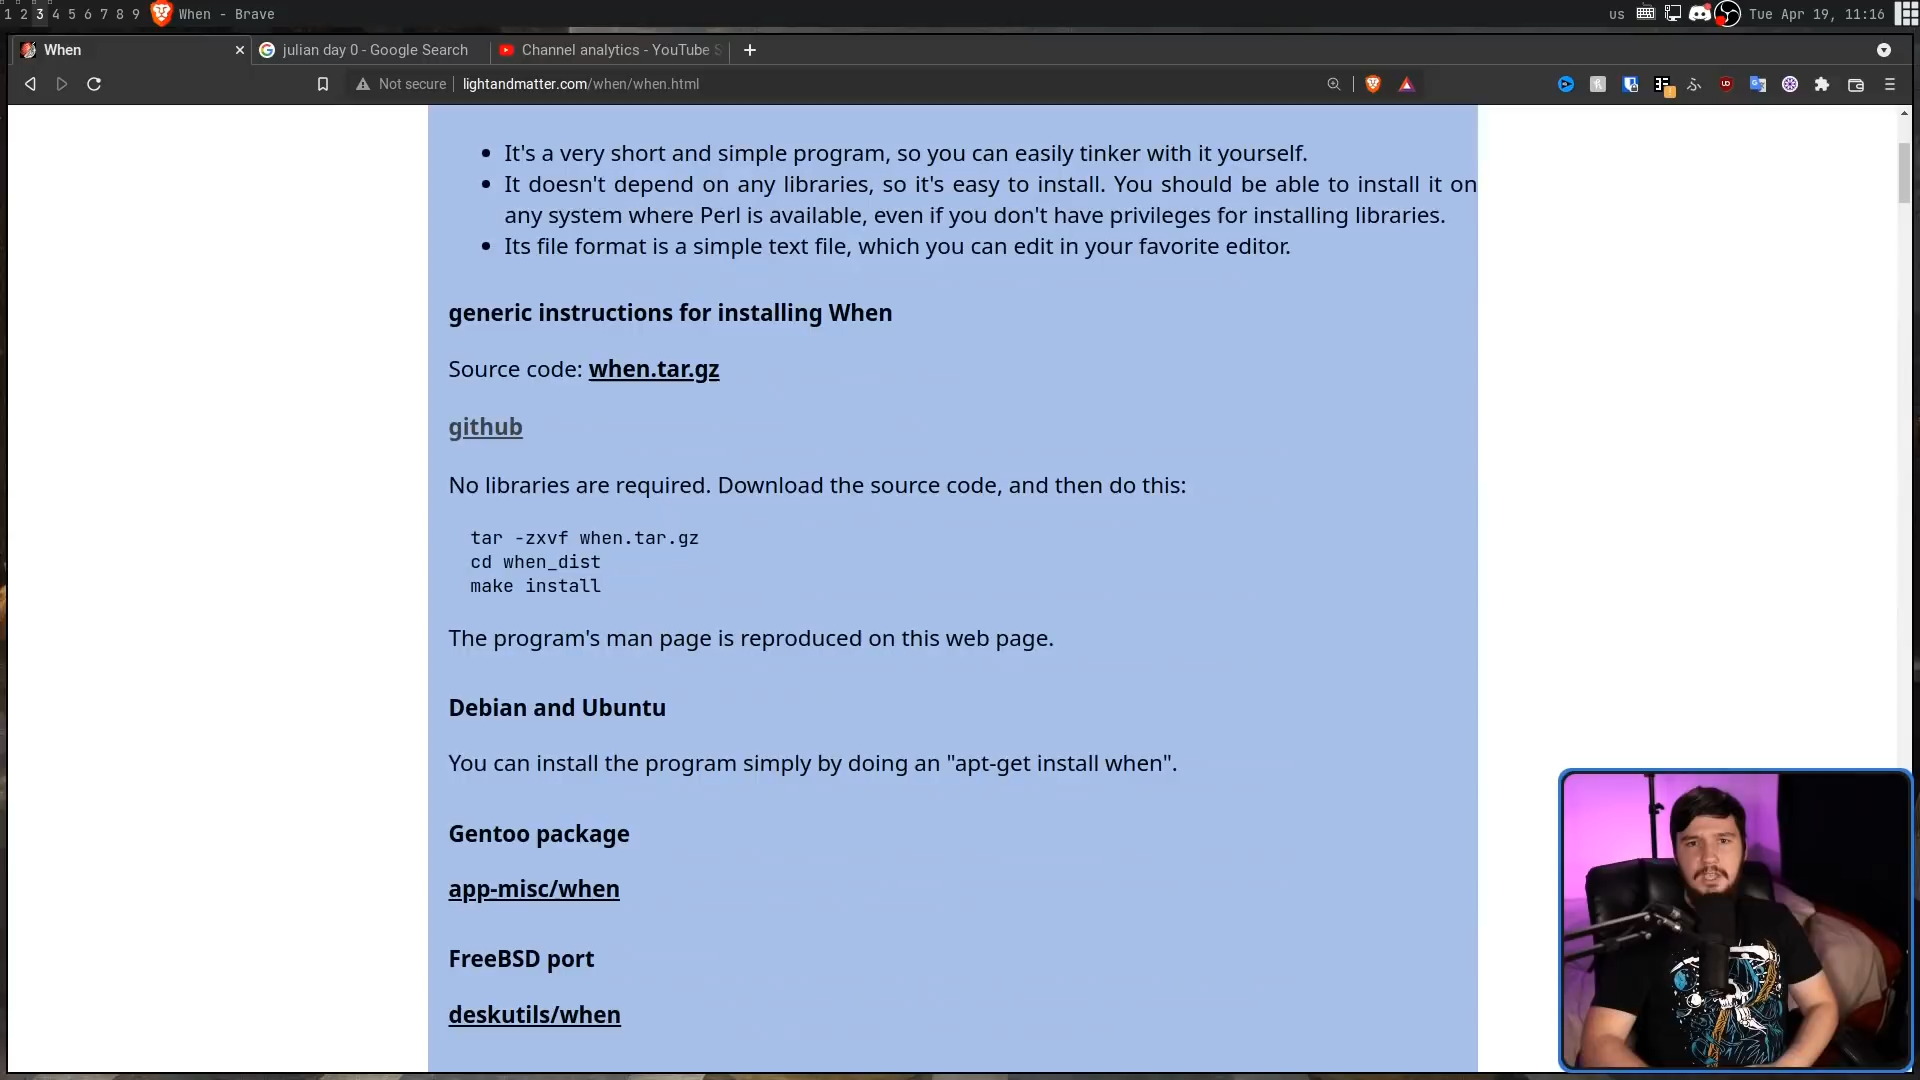 1 2 3 4 5 6 7 8 9 When - Brave us Tue Apr 19, 11:16
When julian day 0 - Google Search Channel analytics - YouTube S
Not secure lightandmatter.com/when/when.html
It's a very short and simple program, so you can easily tinker with it yourself.
It doesn't depend on any libraries, so it's easy to install. You should be able to install it on
any system where Perl is available, even if you don't have privileges for installing libraries.
Its file format is a simple text file, which you can edit in your favorite editor.
generic instructions for installing When
Source code: when.tar.gz
github
No libraries are required. Download the source code, and then do this:
tar -zxvf when.tar.gz
cd when_dist
make install
The program's man page is reproduced on this web page.
Debian and Ubuntu
You can install the program simply by doing an "apt-get install when".
Gentoo package
app-misc/when
FreeBSD port
deskutils/when